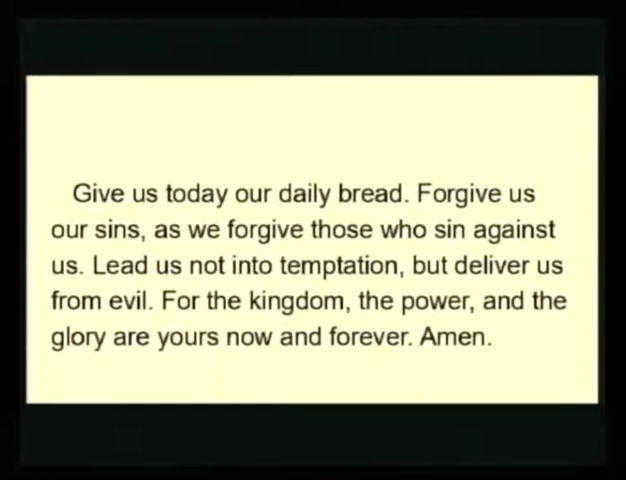 Give us today our daily bread. Forgive us
our sins, as we forgive those who sin against
us. Lead us not into temptation, but deliver us
from evil. For the kingdom, the power, and the
glory are yours now and forever. Amen.